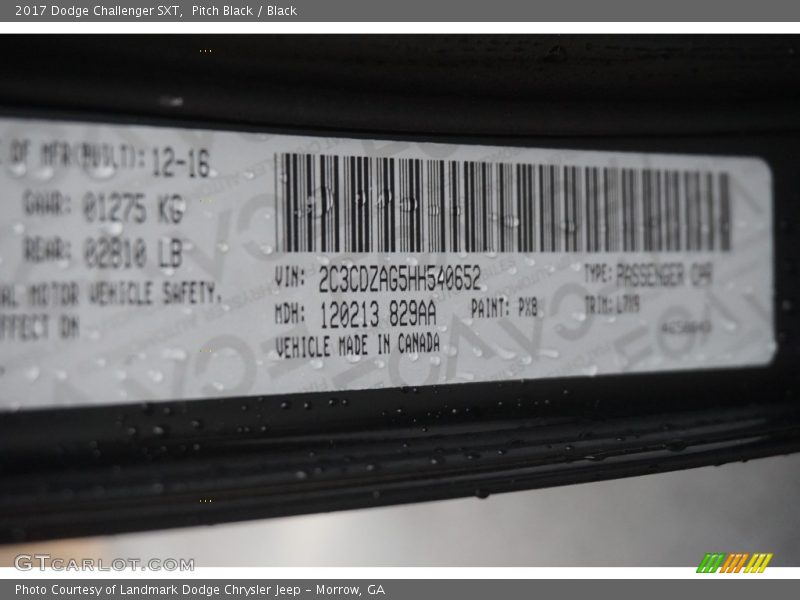 2017 Dodge Challenger SXT, Pitch Black / Black
OF MFR(BUILT): 12-16
GAWR: 01275 KG
REAR: 02810 LB
MOTOR VEHICLE SAFETY.
ON
VIN: 2C3CDZAG5HH540652
TYPE: PASSENGER CAR
MDH: 120213 829AA
PAINT: PX8
TRIM: L7X9
VEHICLE MADE IN CANADA
GTCARLOT.COM
Photo Courtesy of Landmark Dodge Chrysler Jeep – Morrow, GA